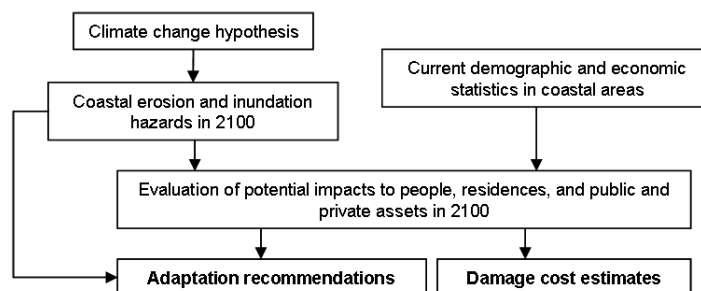 Climate change hypothesis
Current demographic and economic
statistics in coastal areas
Coastal erosion and inundation
hazards in 2100
Evaluation of potential impacts to people, residences, and public and
private assets in 2100
Adaptation recommendations
Damage cost estimates